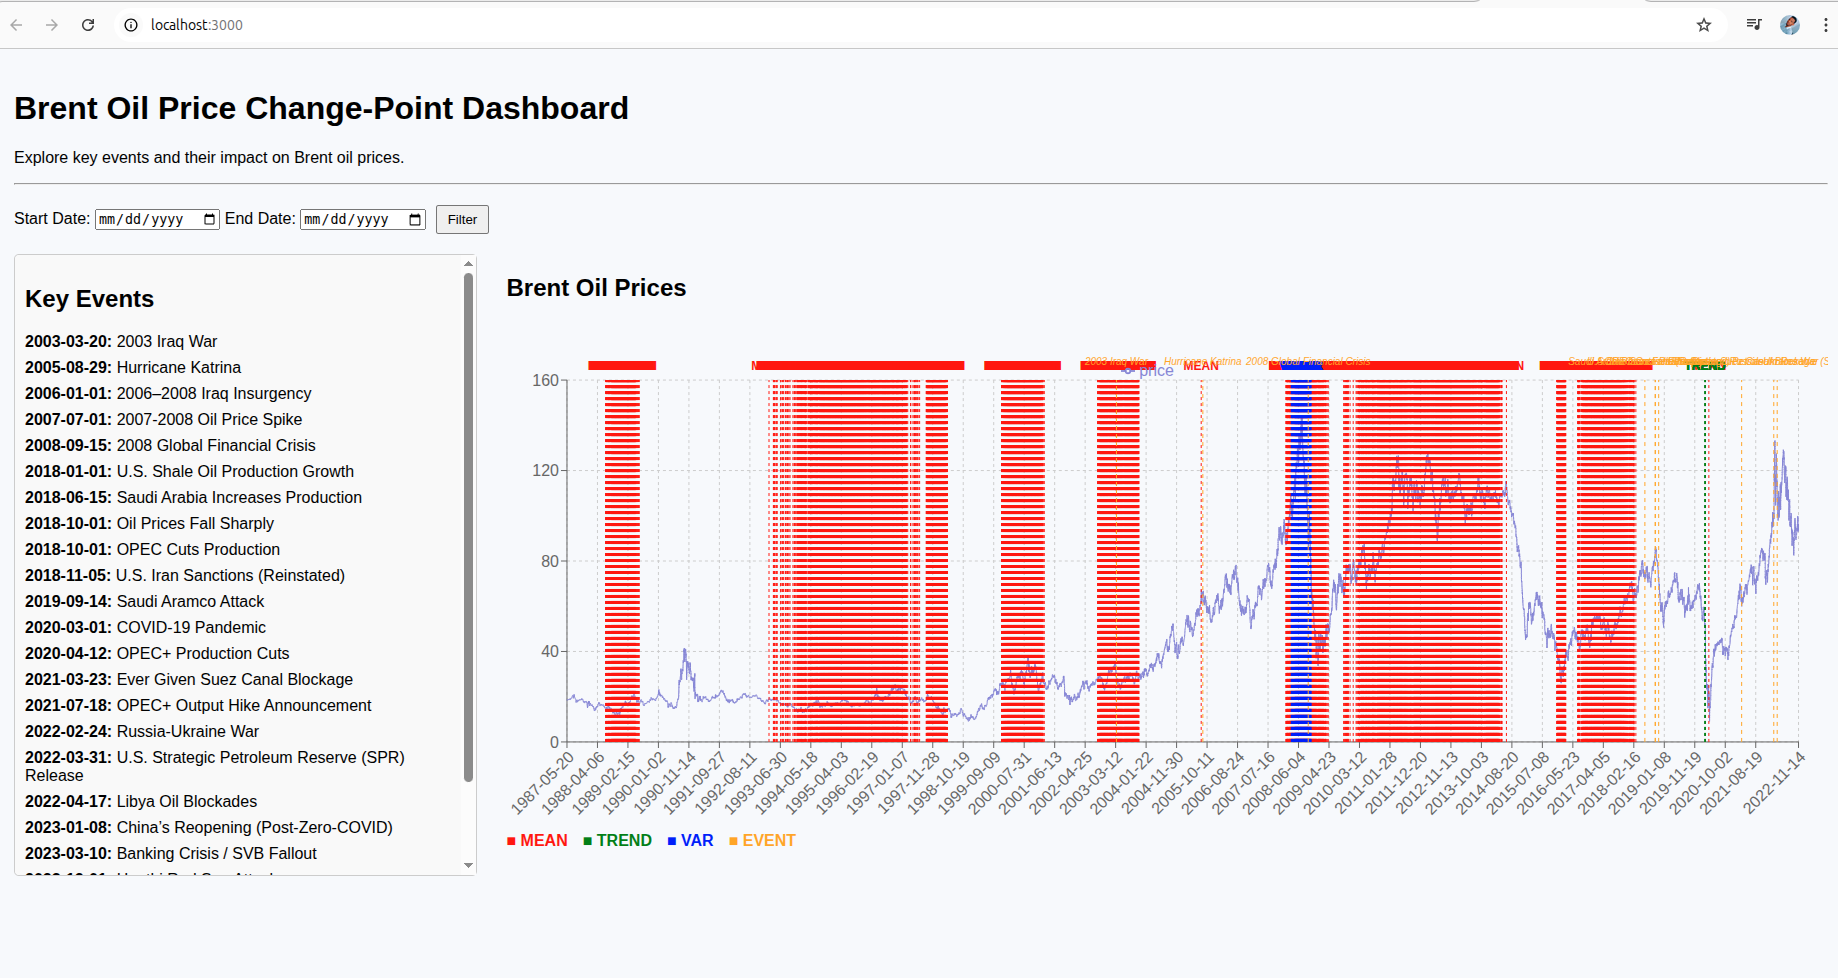 localhost:3000
Brent Oil Price Change-Point Dashboard
Explore key events and their impact on Brent oil prices.
Start Date: mm/dd/yyyy End Date: mm/dd/yyyy Filter
Key Events
2003-03-20: 2003 Iraq War
2005-08-29: Hurricane Katrina
2006-01-01: 2006–2008 Iraq Insurgency
2007-07-01: 2007-2008 Oil Price Spike
2008-09-15: 2008 Global Financial Crisis
2018-01-01: U.S. Shale Oil Production Growth
2018-06-15: Saudi Arabia Increases Production
2018-10-01: Oil Prices Fall Sharply
2018-10-01: OPEC Cuts Production
2018-11-05: U.S. Iran Sanctions (Reinstated)
2019-09-14: Saudi Aramco Attack
2020-03-01: COVID-19 Pandemic
2020-04-12: OPEC+ Production Cuts
2021-03-23: Ever Given Suez Canal Blockage
2021-07-18: OPEC+ Output Hike Announcement
2022-02-24: Russia-Ukraine War
2022-03-31: U.S. Strategic Petroleum Reserve (SPR)
Release
2022-04-17: Libya Oil Blockades
2023-01-08: China’s Reopening (Post-Zero-COVID)
2023-03-10: Banking Crisis / SVB Fallout
Brent Oil Prices
2003 Iraq War Hurricane Katrina 2008 Global Financial Crisis
MEAN
TREND
price
160
120
80
40
0
1987-05-20
1988-04-06
1989-02-15
1990-01-02
1990-11-14
1991-09-27
1992-08-11
1993-06-30
1994-05-18
1995-04-03
1996-02-19
1997-01-07
1997-11-28
1998-10-19
1999-09-09
2000-07-31
2001-06-13
2002-04-25
2003-03-12
2004-01-22
2004-11-30
2005-10-11
2006-08-24
2007-07-16
2008-06-04
2009-04-23
2010-03-12
2011-01-28
2011-12-20
2012-11-13
2013-10-03
2014-08-20
2015-07-08
2016-05-23
2017-04-05
2018-02-16
2019-01-08
2019-11-19
2020-10-02
2021-08-19
2022-11-14
MEAN TREND VAR EVENT